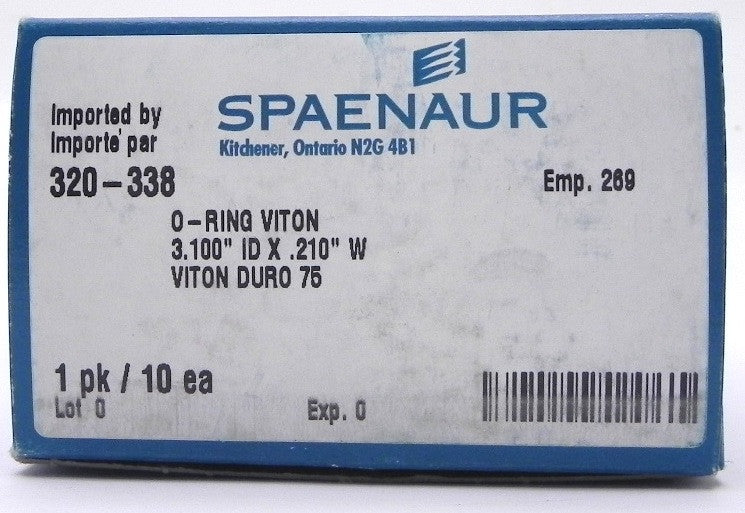 SPAENAUR
Kitchener, Ontario N2G 4B1
Imported by
Importe' par
320-338
Emp. 269
O-RING VITON
3.100" ID X .210" W
VITON DURO 75
1 pk / 10 ea
Lot 0
Exp. 0